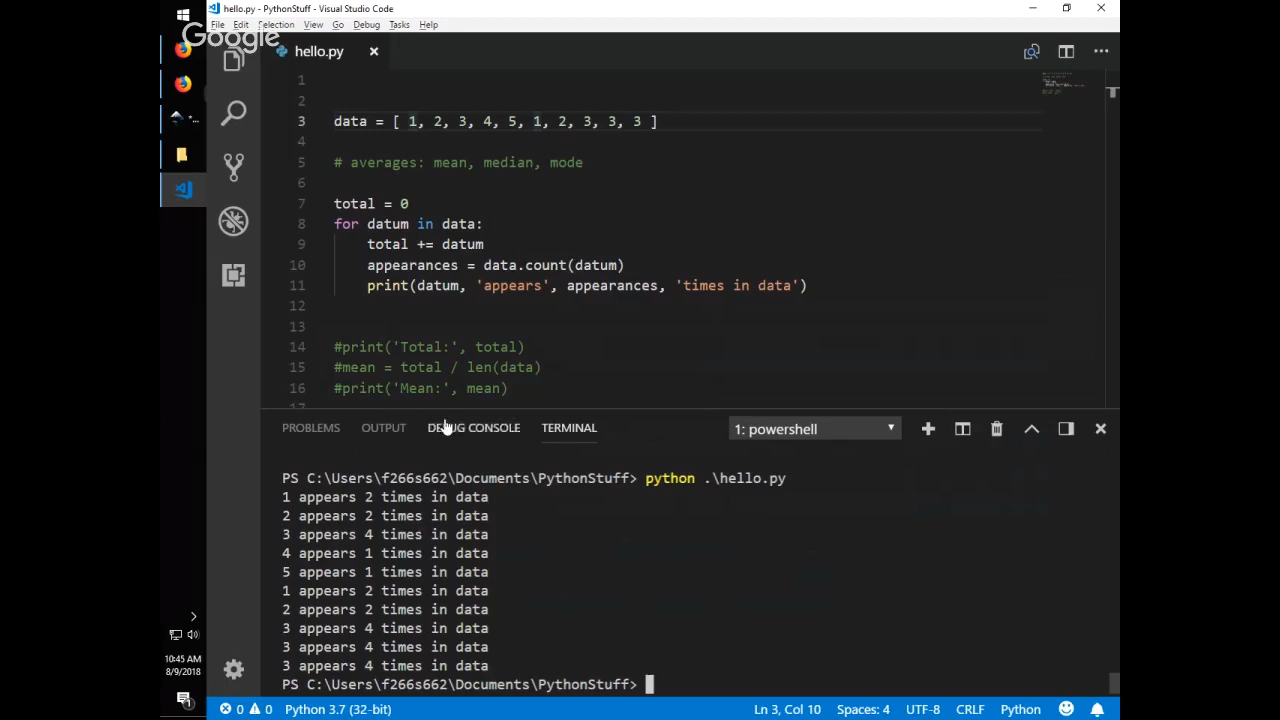 hello.py - PythonStuff - Visual Studio Code
File Edit Selection View Go Debug Tasks Help
Google
hello.py
1
2
3 data = [ 1, 2, 3, 4, 5, 1, 2, 3, 3, 3 ]
4
5 # averages: mean, median, mode
6
7 total = 0
8 for datum in data:
9 total += datum
10 appearances = data.count(datum)
11 print(datum, 'appears', appearances, 'times in data')
12
13
14 #print('Total:', total)
15 #mean = total / len(data)
16 #print('Mean:', mean)
17
PROBLEMS OUTPUT DEBUG CONSOLE TERMINAL 1: powershell
PS C:\Users\f266s662\Documents\PythonStuff> python .\hello.py
1 appears 2 times in data
2 appears 2 times in data
3 appears 4 times in data
4 appears 1 times in data
5 appears 1 times in data
1 appears 2 times in data
2 appears 2 times in data
3 appears 4 times in data
3 appears 4 times in data
3 appears 4 times in data
PS C:\Users\f266s662\Documents\PythonStuff>
10:45 AM
8/9/2018
1
0 0 Python 3.7 (32-bit) Ln 3, Col 10 Spaces: 4 UTF-8 CRLF Python